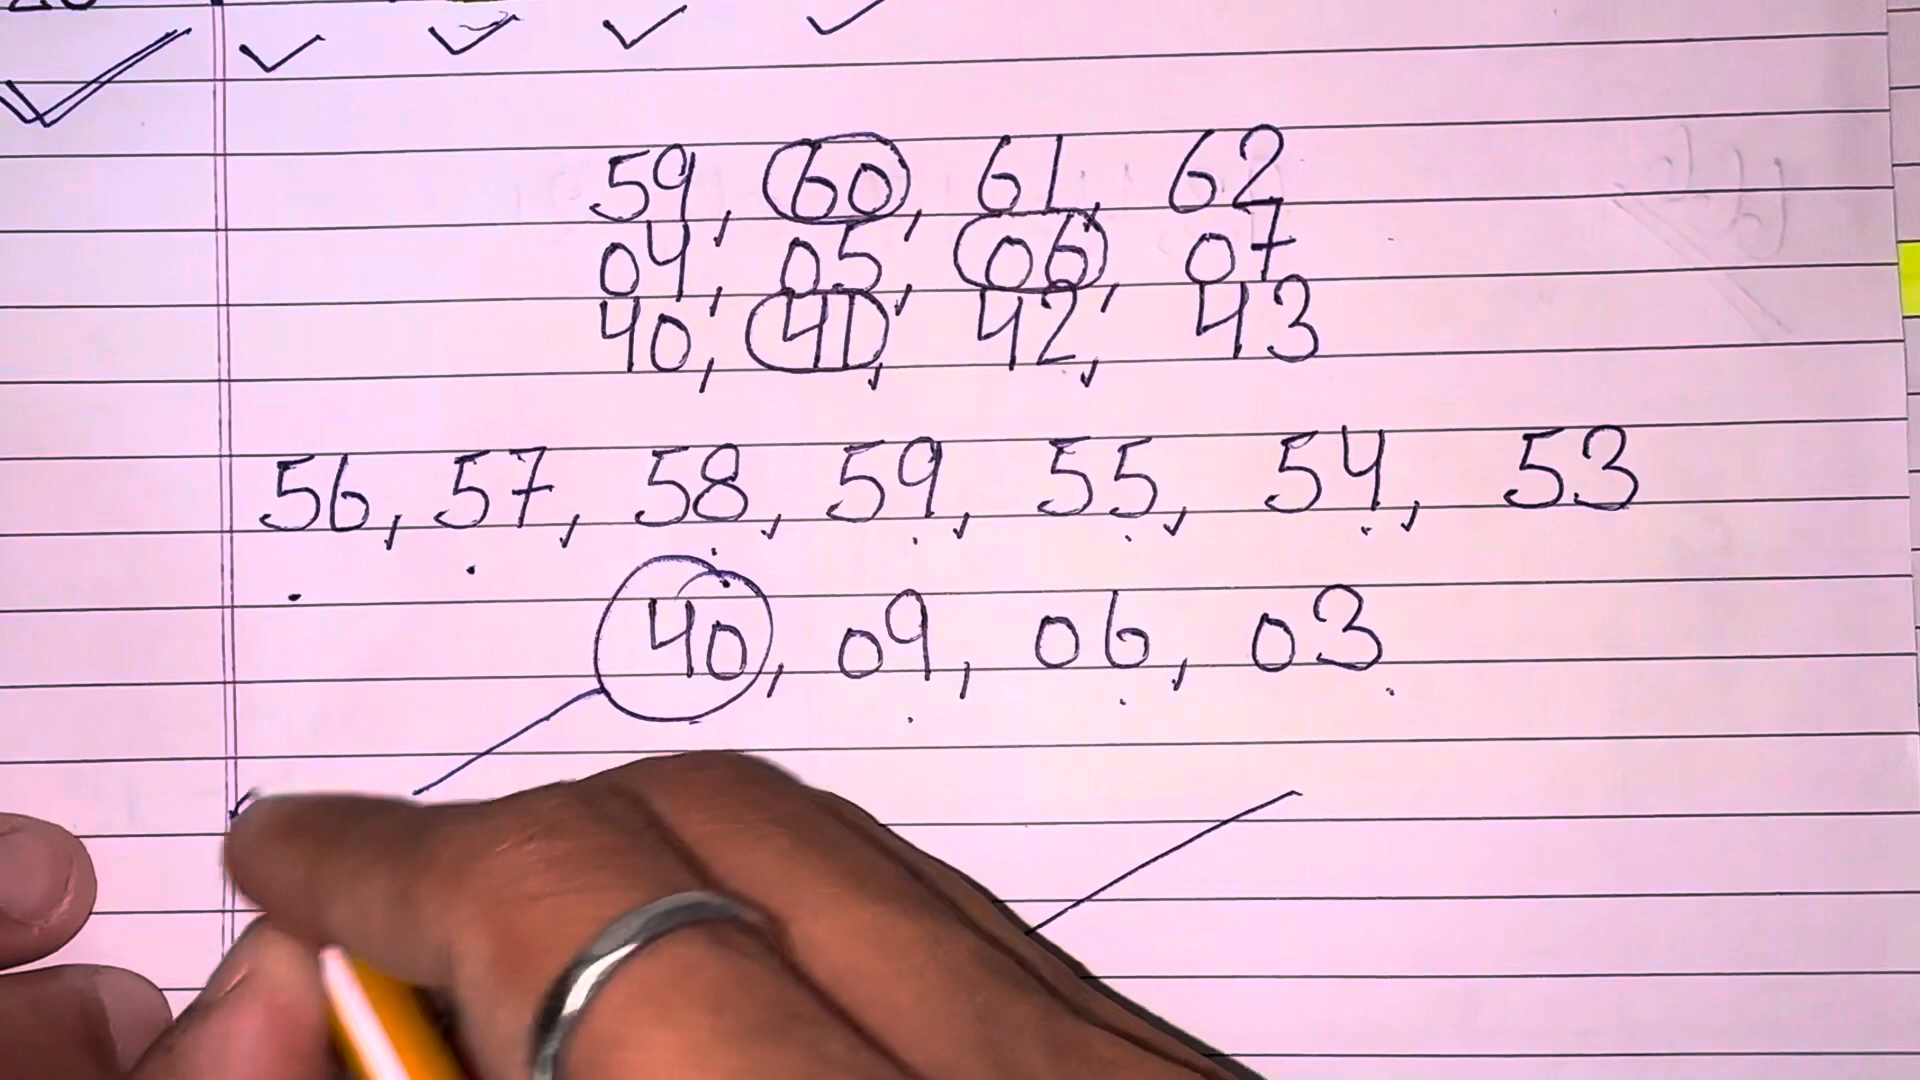 59, 60, 61, 62
04, 05, 06, 07
40, 41, 42, 43
56, 57, 58, 59, 55, 54, 53
40, 09, 06, 03